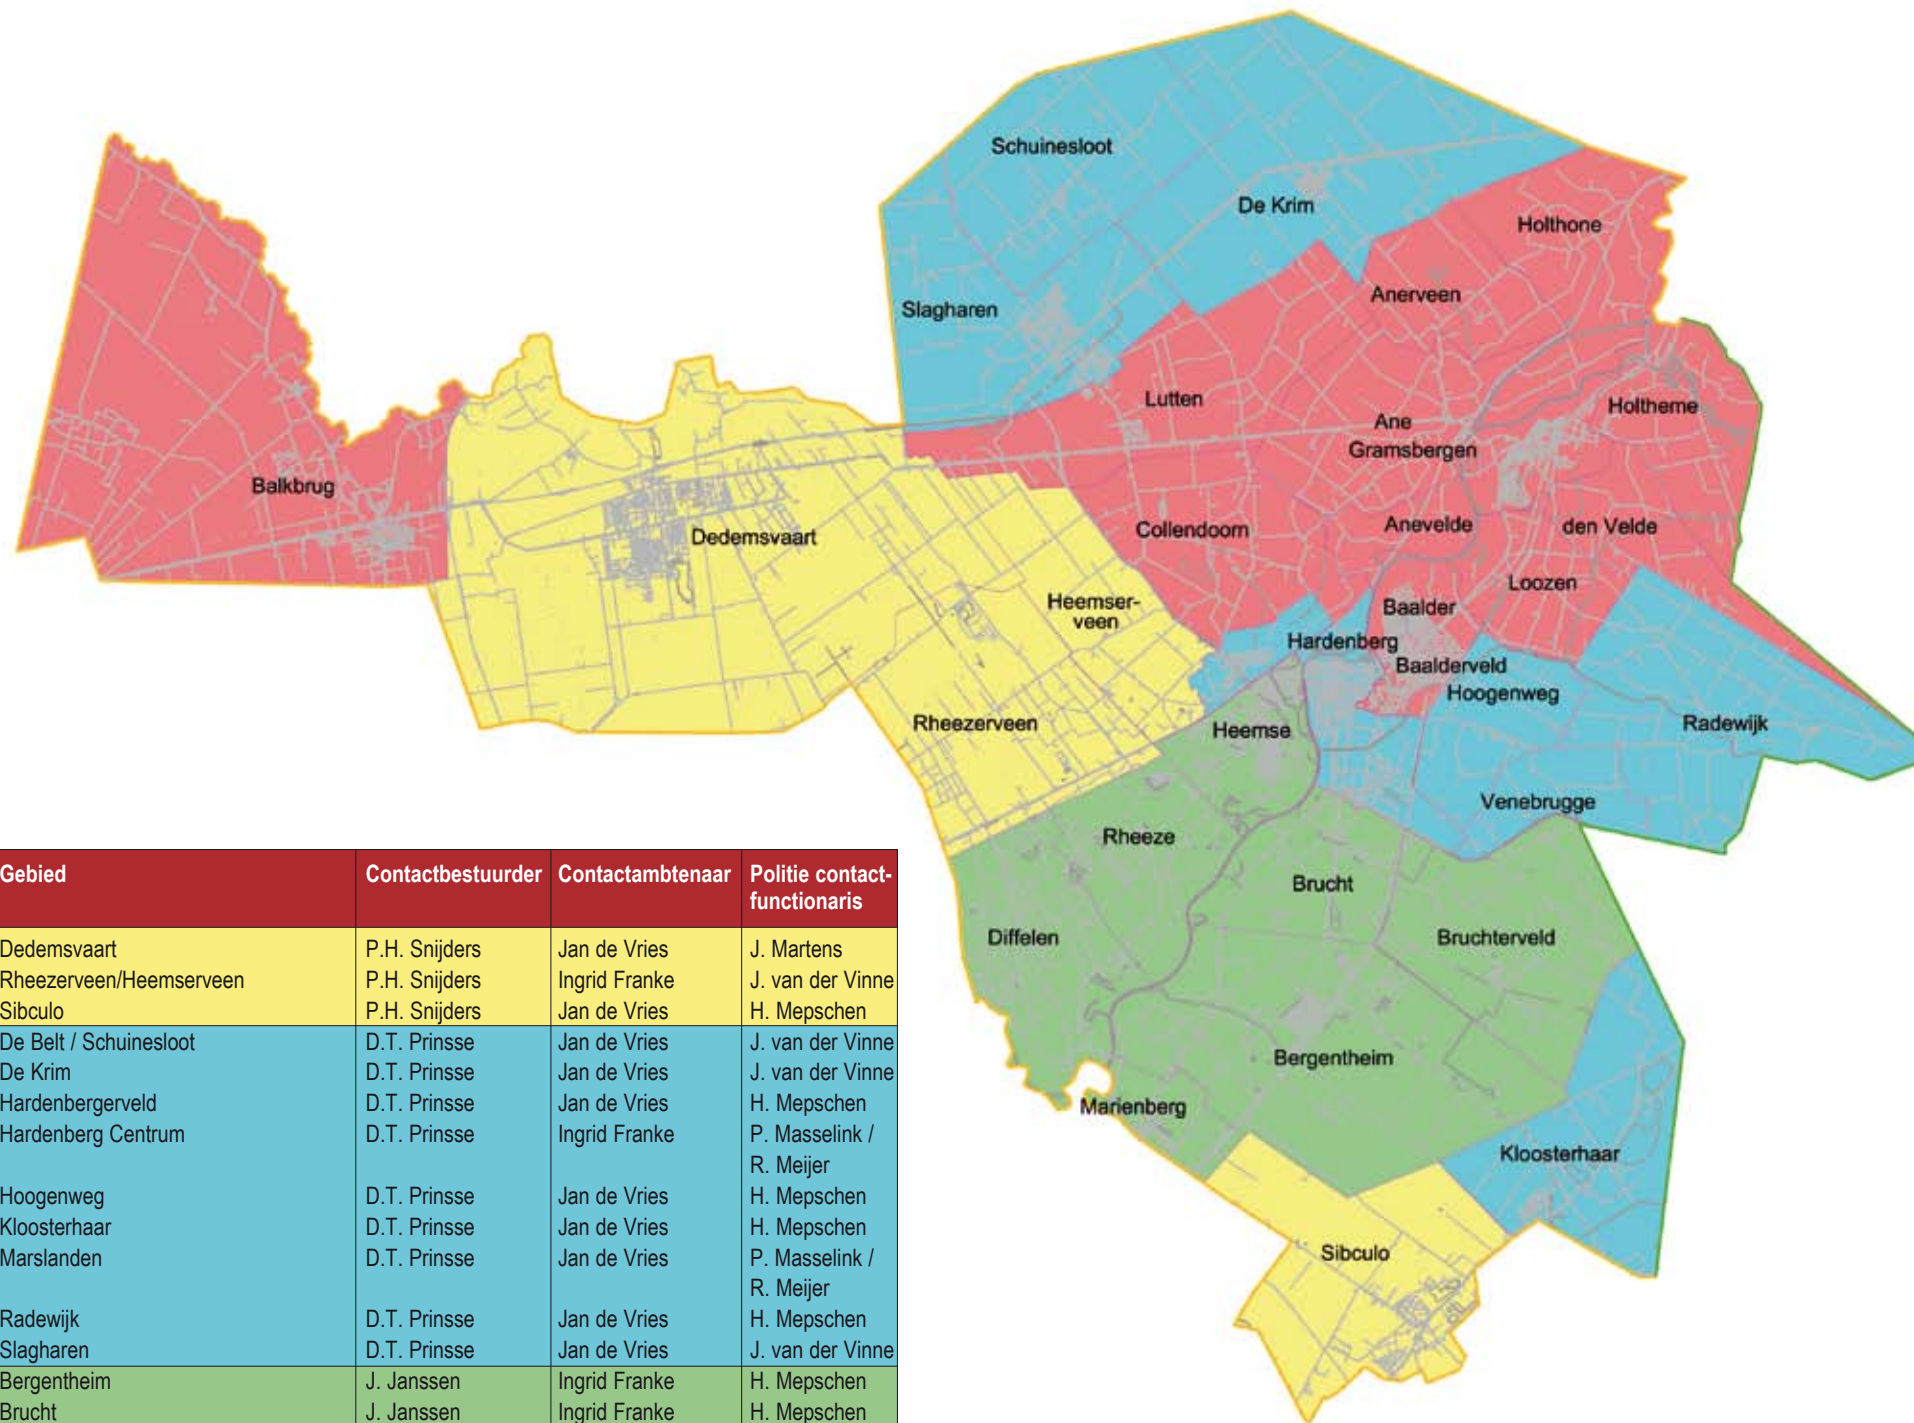 Schuinesloot
De Krim
Holthone
Anerveen
Slagharen
Lutten
Ane
Holtheme
Gramsbergen
Balkbrug
Dedemsvaart
Collendoorn
Anevelde
den Velde
Loozen
Heemser-
veen
Baalder
Hardenberg
Baalderveld
Hoogenweg
Rheezerveen
Heemse
Radewijk
Venebrugge
Rheeze
Brucht
Diffelen
Bruchterveld
Bergentheim
Marienberg
Kloosterhaar
Sibculo
Gebied Contactbestuurder Contactambtenaar Politie contact-
functionaris
Dedemsvaart P.H. Snijders Jan de Vries J. Martens
Rheezerveen/Heemserveen P.H. Snijders Ingrid Franke J. van der Vinne
Sibculo P.H. Snijders Jan de Vries H. Mepschen
De Belt / Schuinesloot D.T. Prinsse Jan de Vries J. van der Vinne
De Krim D.T. Prinsse Jan de Vries J. van der Vinne
Hardenbergerveld D.T. Prinsse Jan de Vries H. Mepschen
Hardenberg Centrum D.T. Prinsse Ingrid Franke P. Masselink /
R. Meijer
Hoogenweg D.T. Prinsse Jan de Vries H. Mepschen
Kloosterhaar D.T. Prinsse Jan de Vries H. Mepschen
Marslanden D.T. Prinsse Jan de Vries P. Masselink /
R. Meijer
Radewijk D.T. Prinsse Jan de Vries H. Mepschen
Slagharen D.T. Prinsse Jan de Vries J. van der Vinne
Bergentheim J. Janssen Ingrid Franke H. Mepschen
Brucht J. Janssen Ingrid Franke H. Mepschen